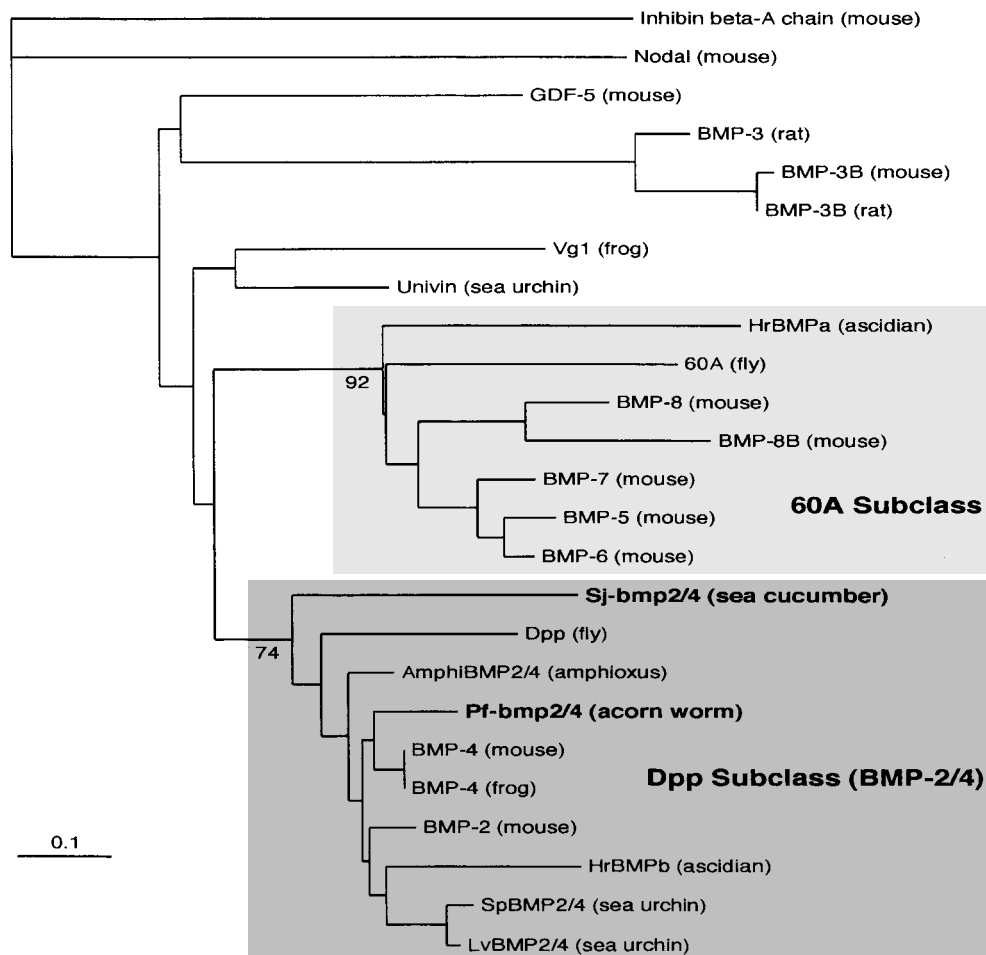 Inhibin beta-A chain (mouse)
Nodal (mouse)
GDF-5 (mouse)
BMP-3 (rat)
BMP-3B (mouse)
BMP-3B (rat)
Vg1 (frog)
Univin (sea urchin)
HrBMPa (ascidian)
60A (fly)
92
BMP-8 (mouse)
BMP-8B (mouse)
BMP-7 (mouse)
60A Subclass
BMP-5 (mouse)
BMP-6 (mouse)
Sj-bmp2/4 (sea cucumber)
Dpp (fly)
74
AmphiBMP2/4 (amphioxus)
Pf-bmp2/4 (acorn worm)
BMP-4 (mouse)
Dpp Subclass (BMP-2/4)
BMP-4 (frog)
BMP-2 (mouse)
0.1
HrBMPb (ascidian)
SpBMP2/4 (sea urchin)
LvBMP2/4 (sea urchin)